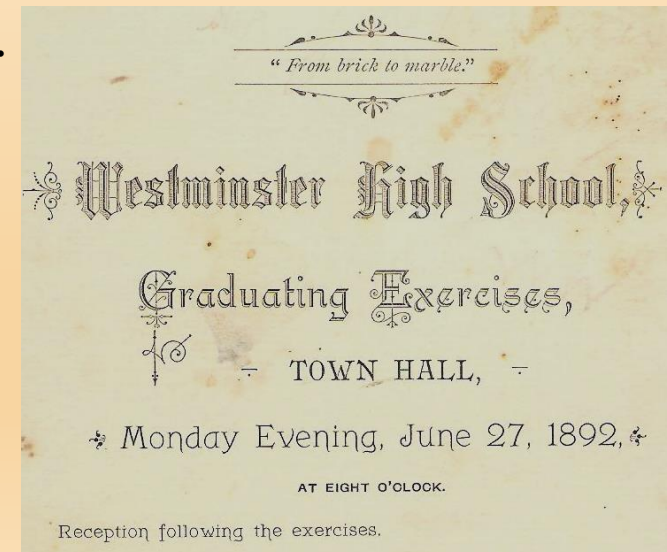 “ From brick to marble.”
Westminster High School,
Graduating Exercises,
TOWN HALL,
Monday Evening, June 27, 1892,
AT EIGHT O'CLOCK.
Reception following the exercises.